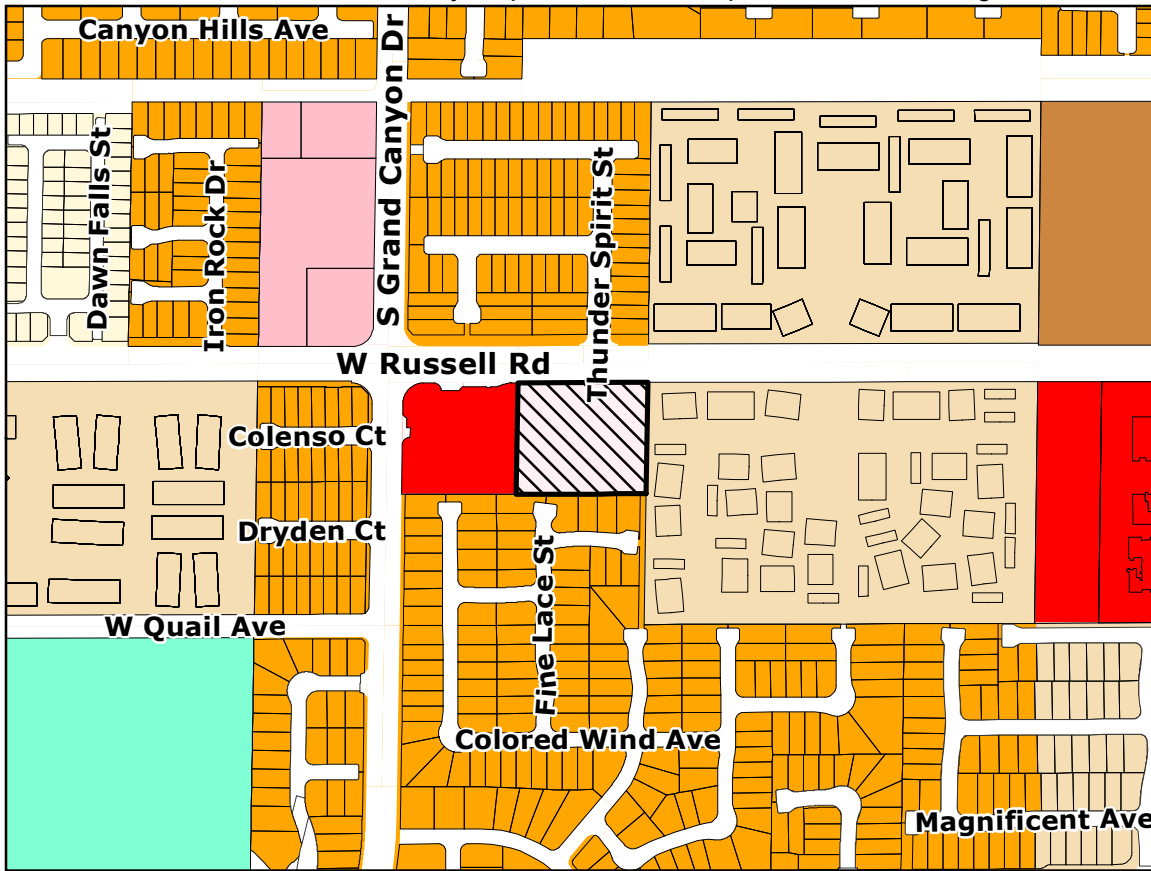 Canyon Hills Ave
S Grand Canyon Dr
Dawn Falls St
Iron Rock Dr
Thunder Spirit St
W Russell Rd
Colenso Ct
Dryden Ct
Fine Lace St
W Quail Ave
Colored Wind Ave
Magnificent Ave